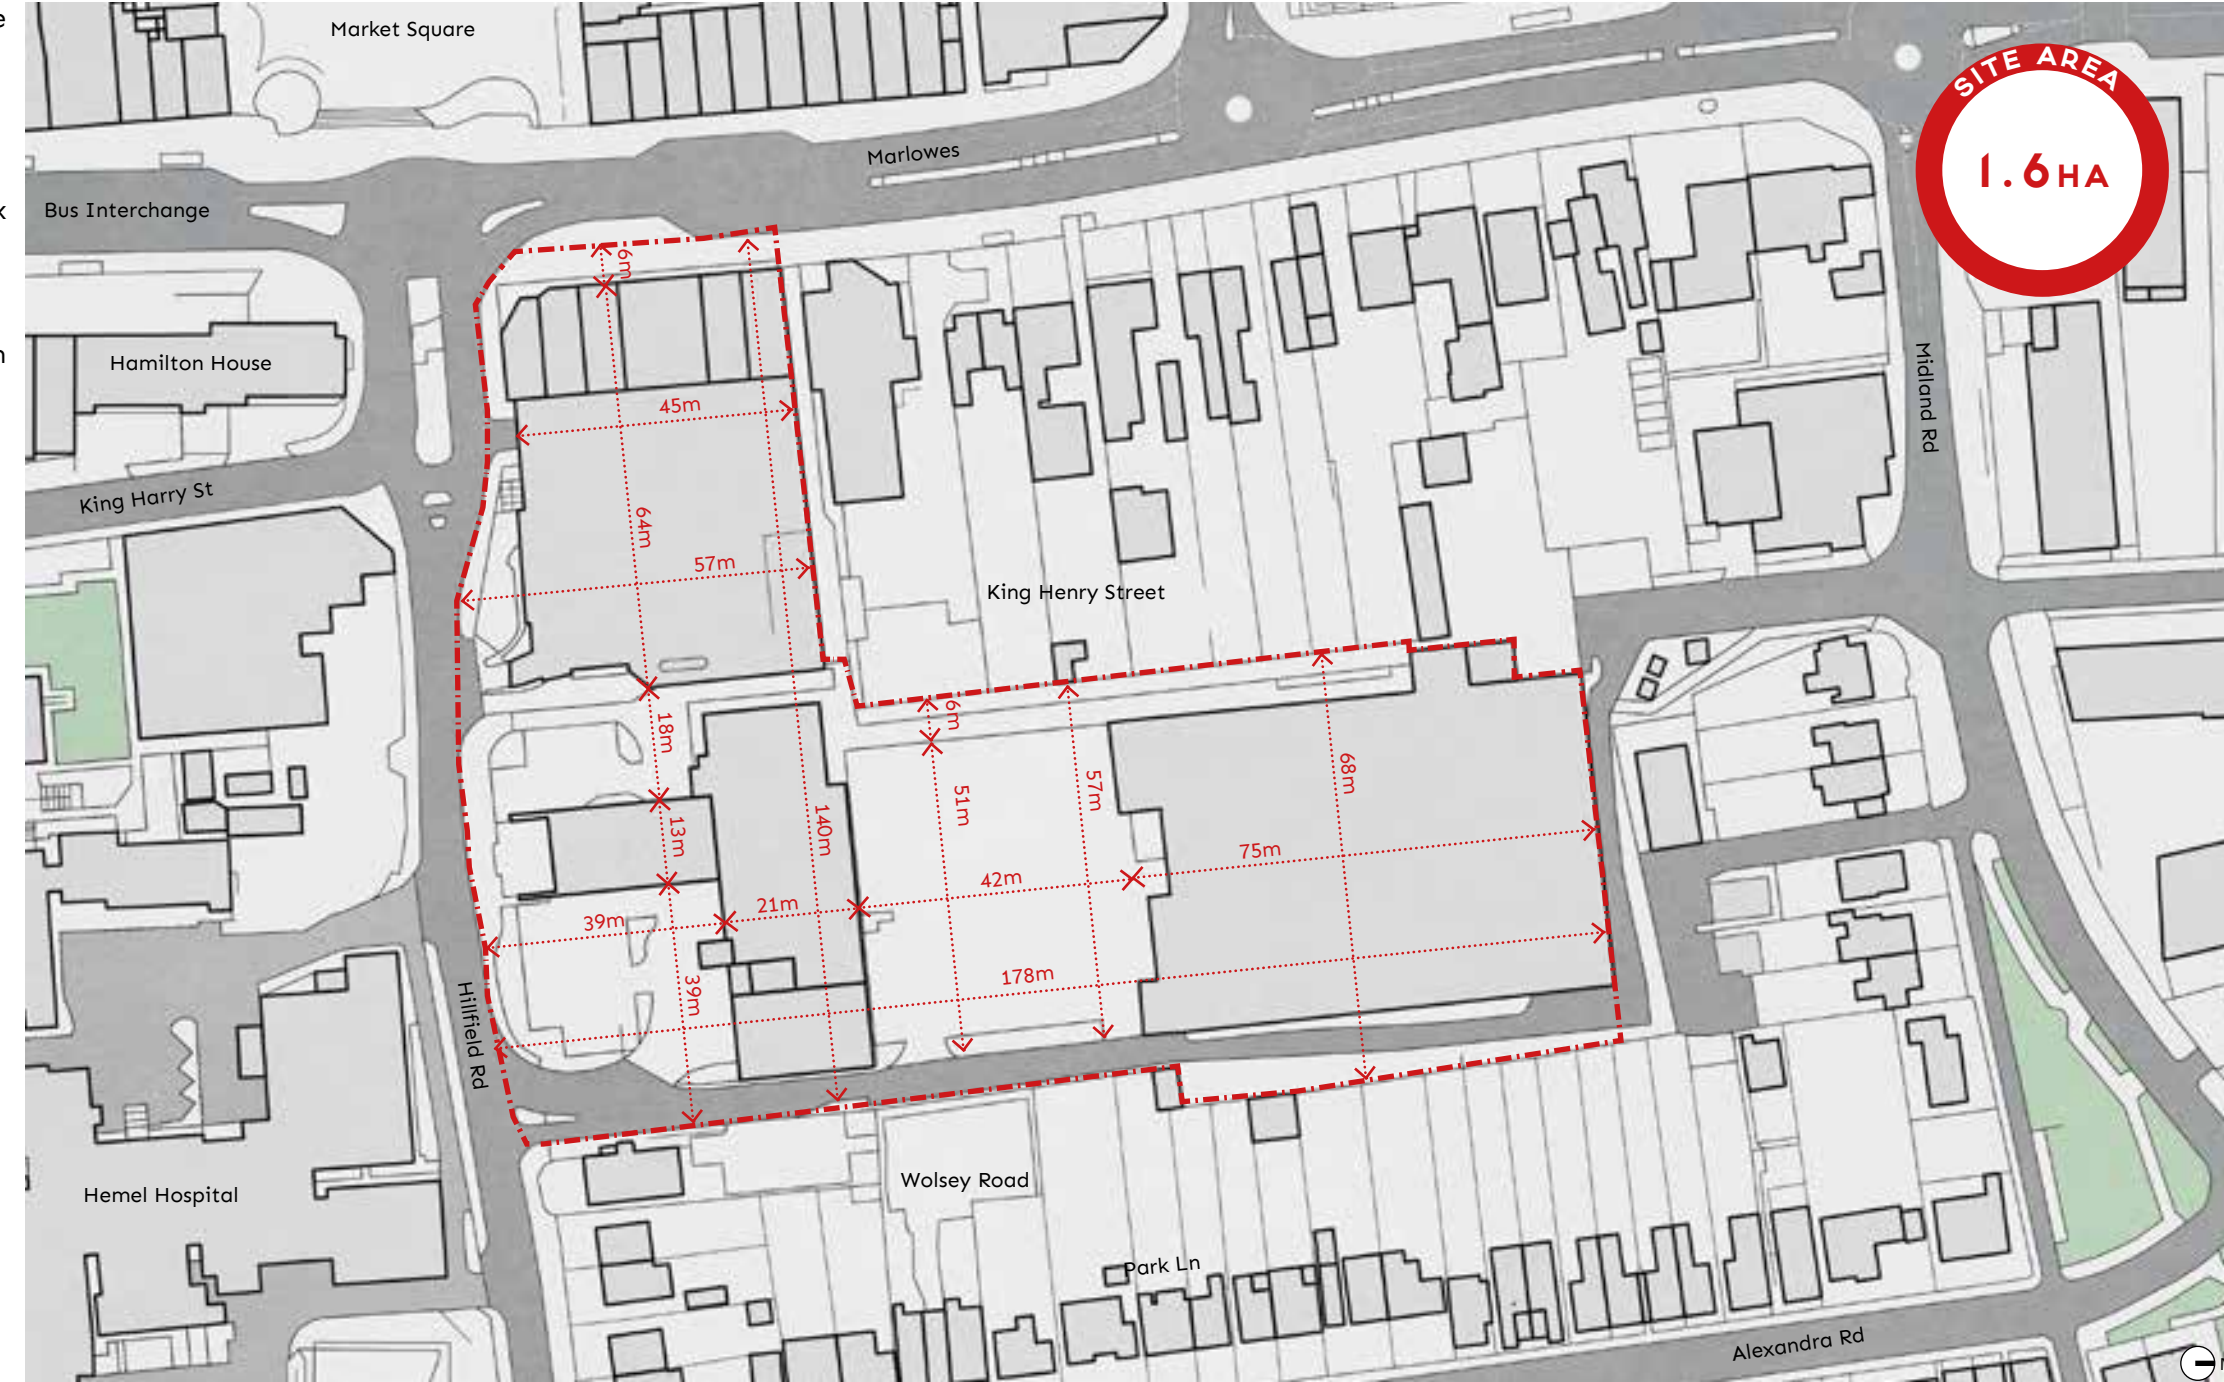 e
Market Square
SITE AREA
1.6HA
Marlowes
k
Bus Interchange
6m
n
Hamilton House
Midland Rd
45m
King Harry St
64m
57m
King Henry Street
6m
18m
68m
57m
51m
13m
140m
75m
42m
21m
39m
178m
39m
Hillfield Rd
Wolsey Road
Hemel Hospital
Park Ln
Alexandra Rd